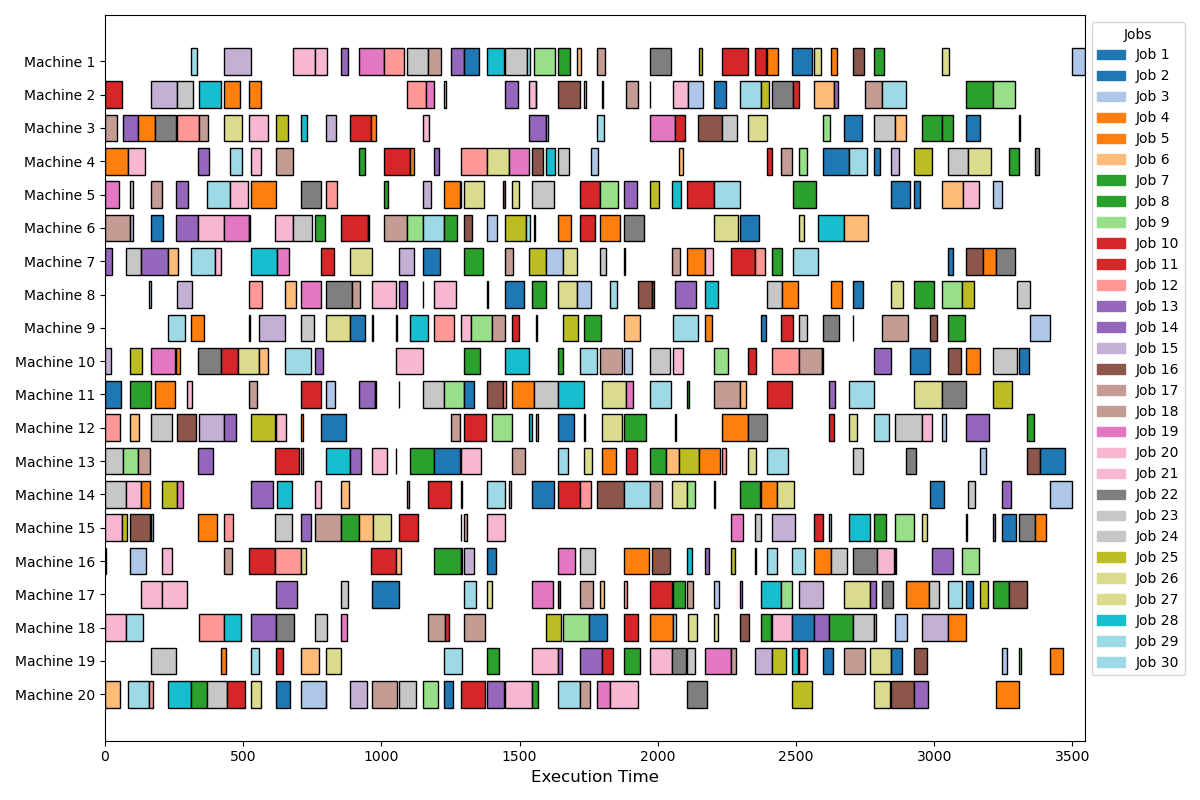 Machine 1
Machine 2
Machine 3
Machine 4
Machine 5
Machine 6
Machine 7
Machine 8
Machine 9
Machine 10
Machine 11
Machine 12
Machine 13
Machine 14
Machine 15
Machine 16
Machine 17
Machine 18
Machine 19
Machine 20
0 500 1000 1500 2000 2500 3000 3500
Execution Time
Jobs
Job 1
Job 2
Job 3
Job 4
Job 5
Job 6
Job 7
Job 8
Job 9
Job 10
Job 11
Job 12
Job 13
Job 14
Job 15
Job 16
Job 17
Job 18
Job 19
Job 20
Job 21
Job 22
Job 23
Job 24
Job 25
Job 26
Job 27
Job 28
Job 29
Job 30